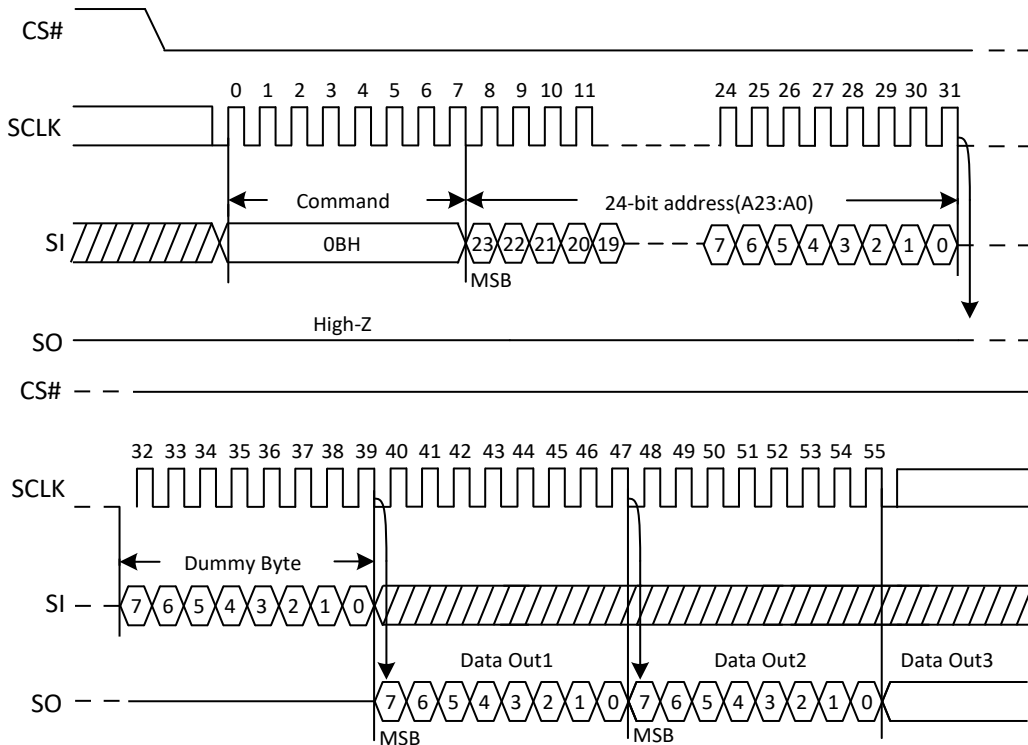 CS#
0 1 2 3 4 5 6 7 8 9 10 11 24 25 26 27 28 29 30 31
SCLK
Command 24-bit address(A23:A0)
SI 0BH 23 22 21 20 19 7 6 5 4 3 2 1 0
MSB
High-Z
SO
CS#
32 33 34 35 36 37 38 39 40 41 42 43 44 45 46 47 48 49 50 51 52 53 54 55
SCLK
Dummy Byte
SI 7 6 5 4 3 2 1 0
Data Out1 Data Out2 Data Out3
SO 7 6 5 4 3 2 1 0 7 6 5 4 3 2 1 0
MSB MSB